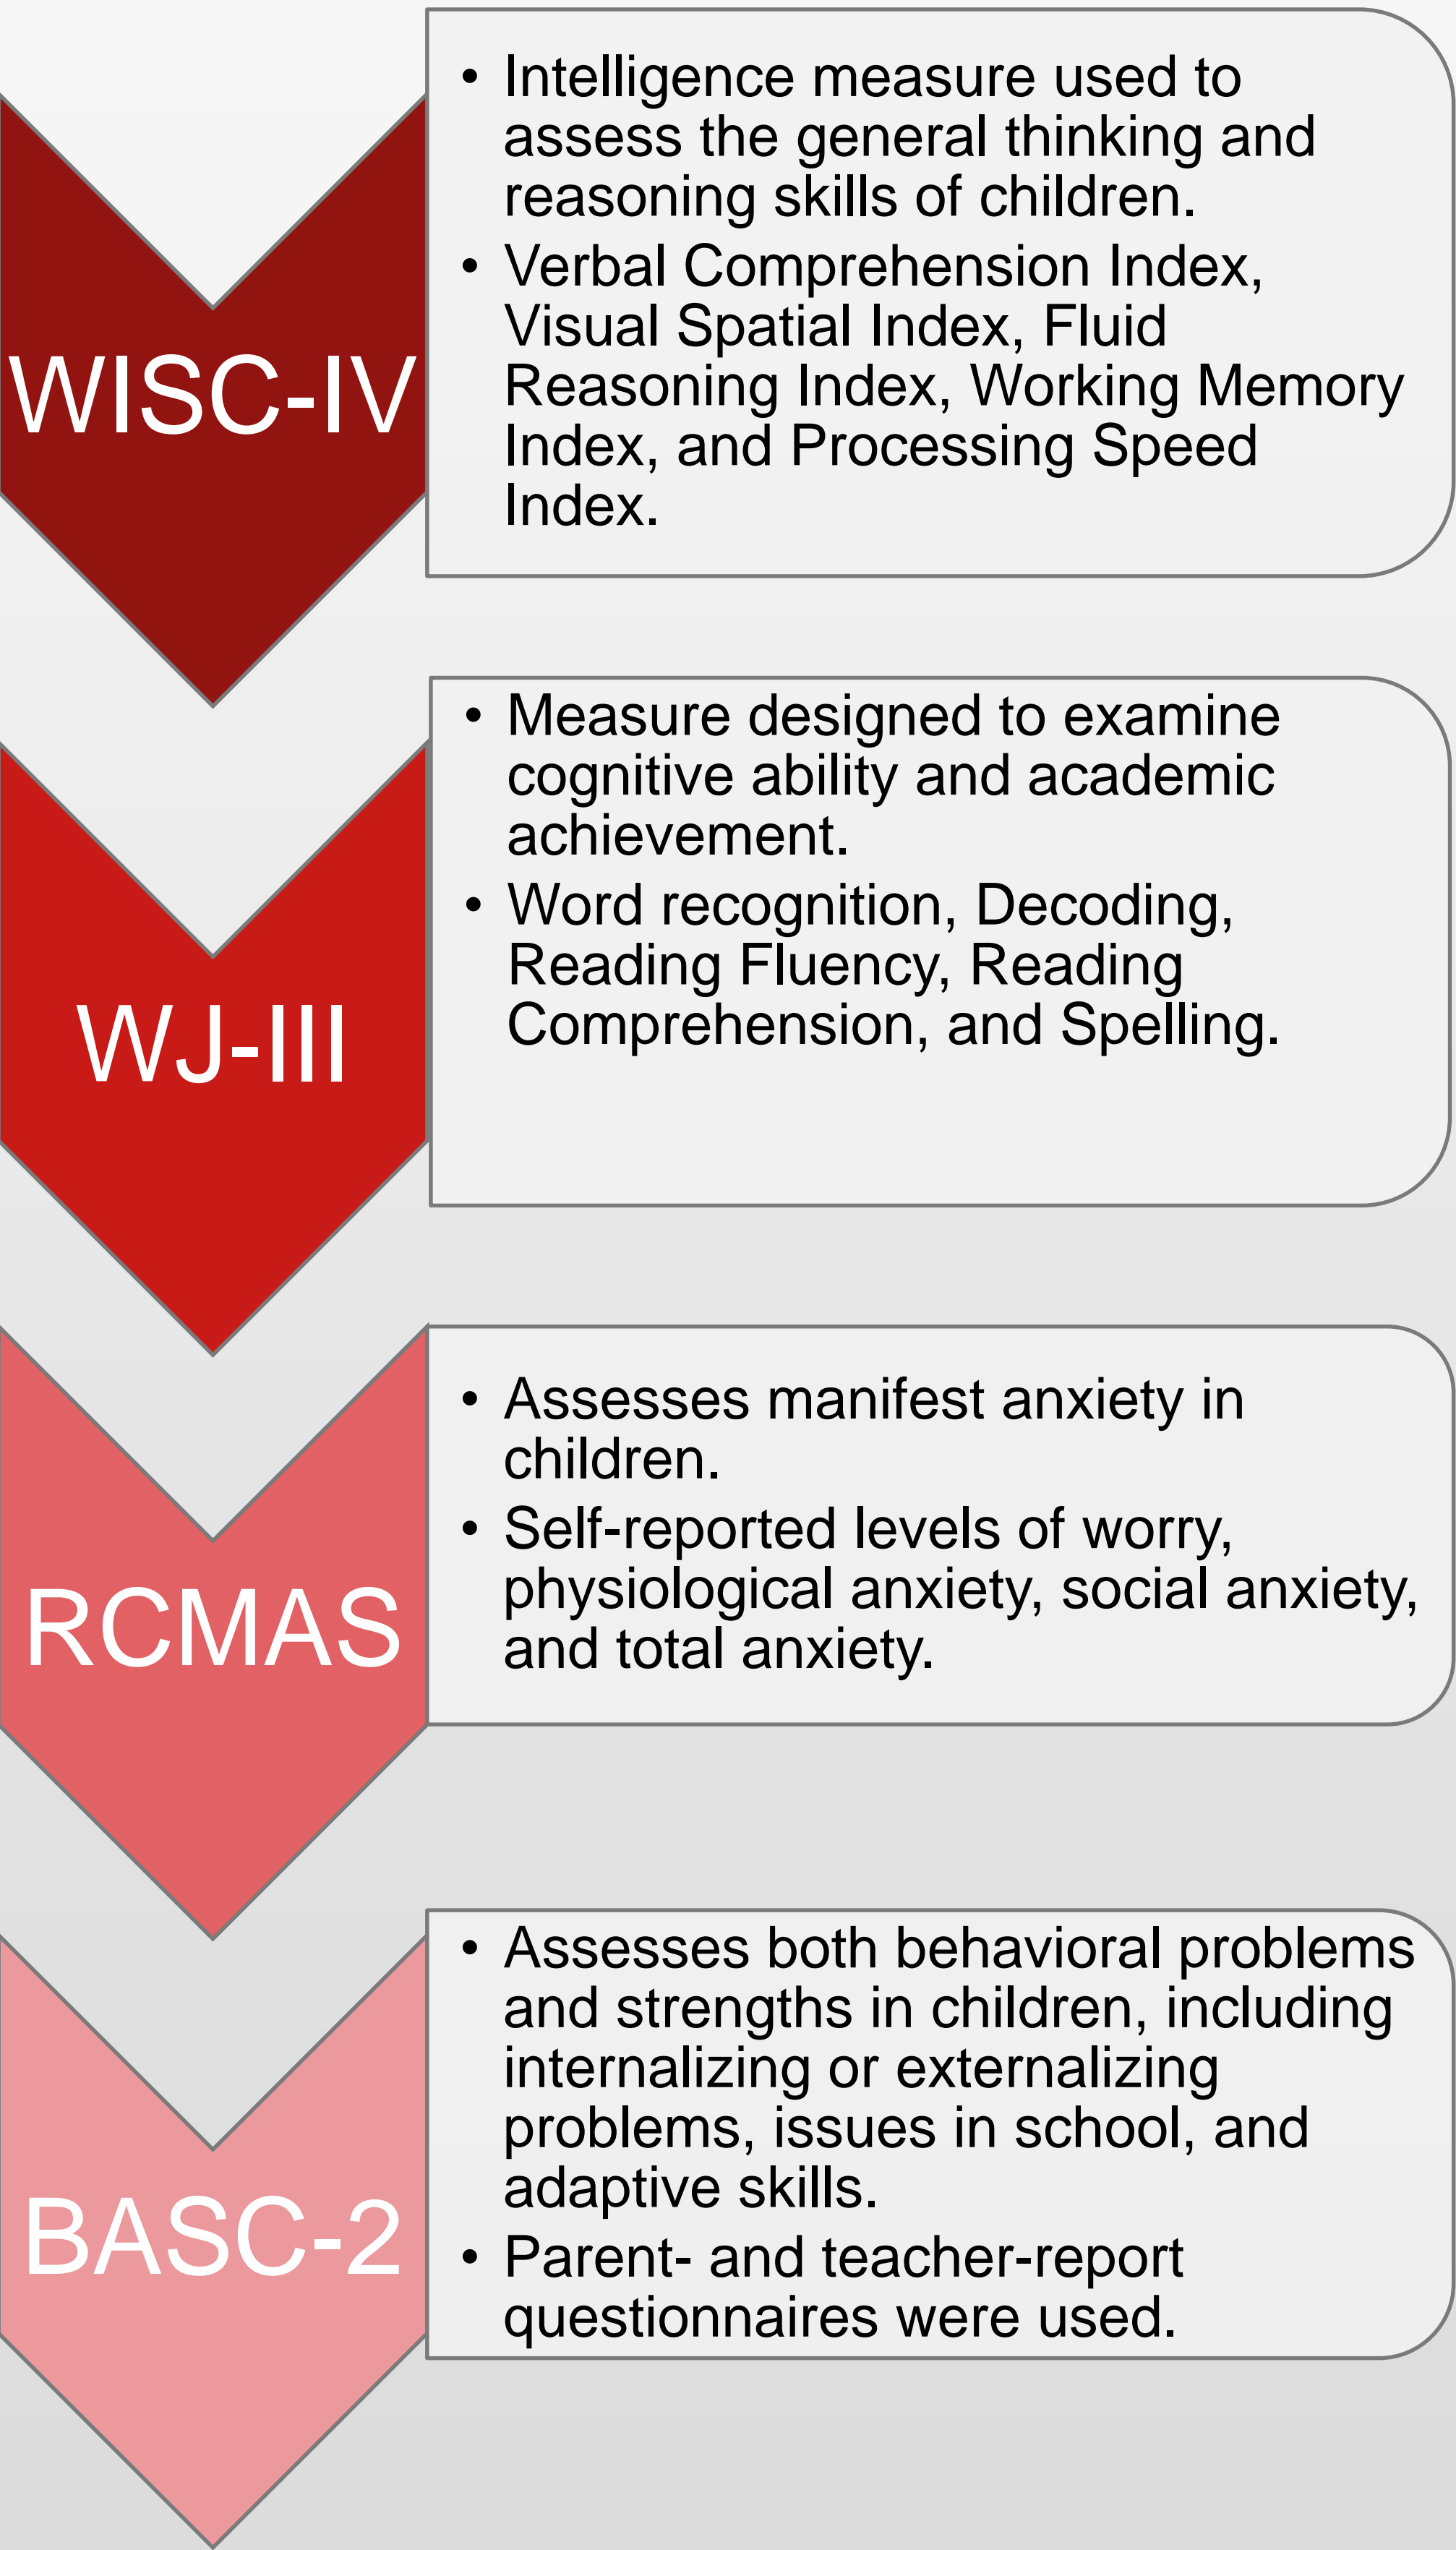 WISC-IV
• Intelligence measure used to
assess the general thinking and
reasoning skills of children.
• Verbal Comprehension Index,
Visual Spatial Index, Fluid
Reasoning Index, Working Memory
Index, and Processing Speed
Index.
WJ-III
• Measure designed to examine
cognitive ability and academic
achievement.
• Word recognition, Decoding,
Reading Fluency, Reading
Comprehension, and Spelling.
RCMAS
• Assesses manifest anxiety in
children.
• Self-reported levels of worry,
physiological anxiety, social anxiety,
and total anxiety.
BASC-2
• Assesses both behavioral problems
and strengths in children, including
internalizing or externalizing
problems, issues in school, and
adaptive skills.
• Parent- and teacher-report
questionnaires were used.